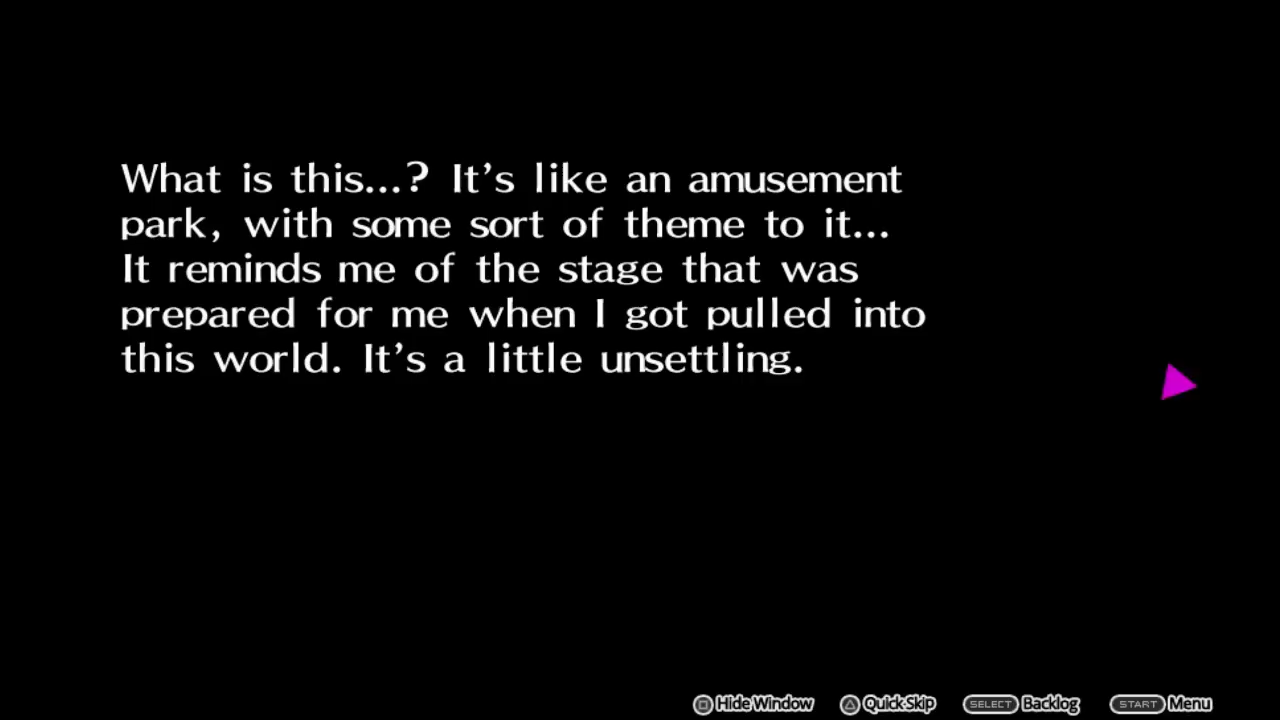 What is this...? It's like an amusement
park, with some sort of theme to it...
It reminds me of the stage that was
prepared for me when I got pulled into
this world. It's a little unsettling.
Hide Window Quick Skip SELECT Backlog START Menu